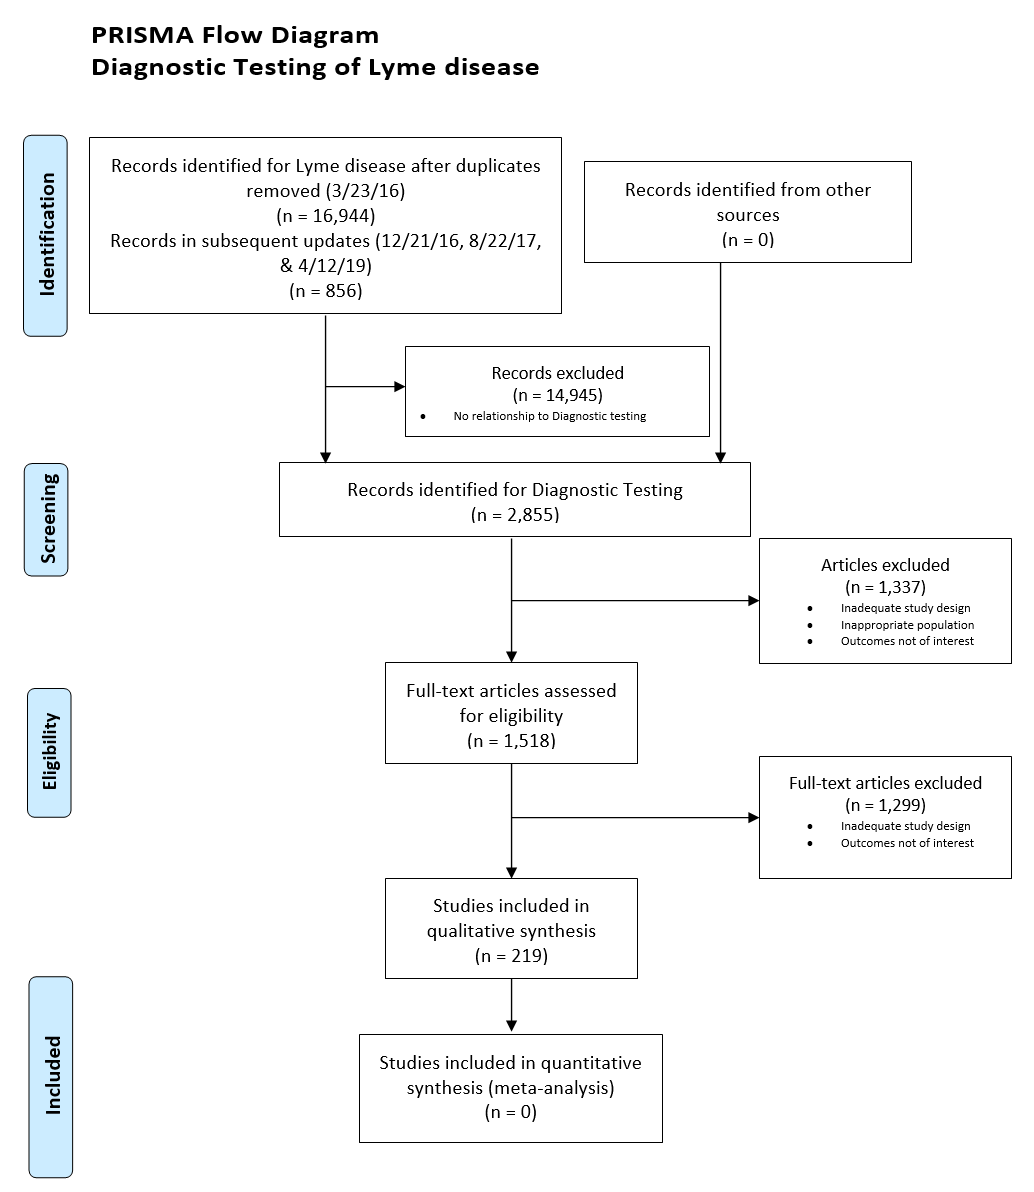 PRISMA Flow Diagram
Diagnostic Testing of Lyme disease
Identification
Records identified for Lyme disease after duplicates
removed (3/23/16)
(n = 16,944)
Records in subsequent updates (12/21/16, 8/22/17,
& 4/12/19)
(n = 856)
Records identified from other
sources
(n = 0)
Records excluded
(n = 14,945)
• No relationship to Diagnostic testing
Screening
Records identified for Diagnostic Testing
(n = 2,855)
Articles excluded
(n = 1,337)
• Inadequate study design
• Inappropriate population
• Outcomes not of interest
Eligibility
Full-text articles assessed
for eligibility
(n = 1,518)
Full-text articles excluded
(n = 1,299)
• Inadequate study design
• Outcomes not of interest
Studies included in
qualitative synthesis
(n = 219)
Included
Studies included in quantitative
synthesis (meta-analysis)
(n = 0)